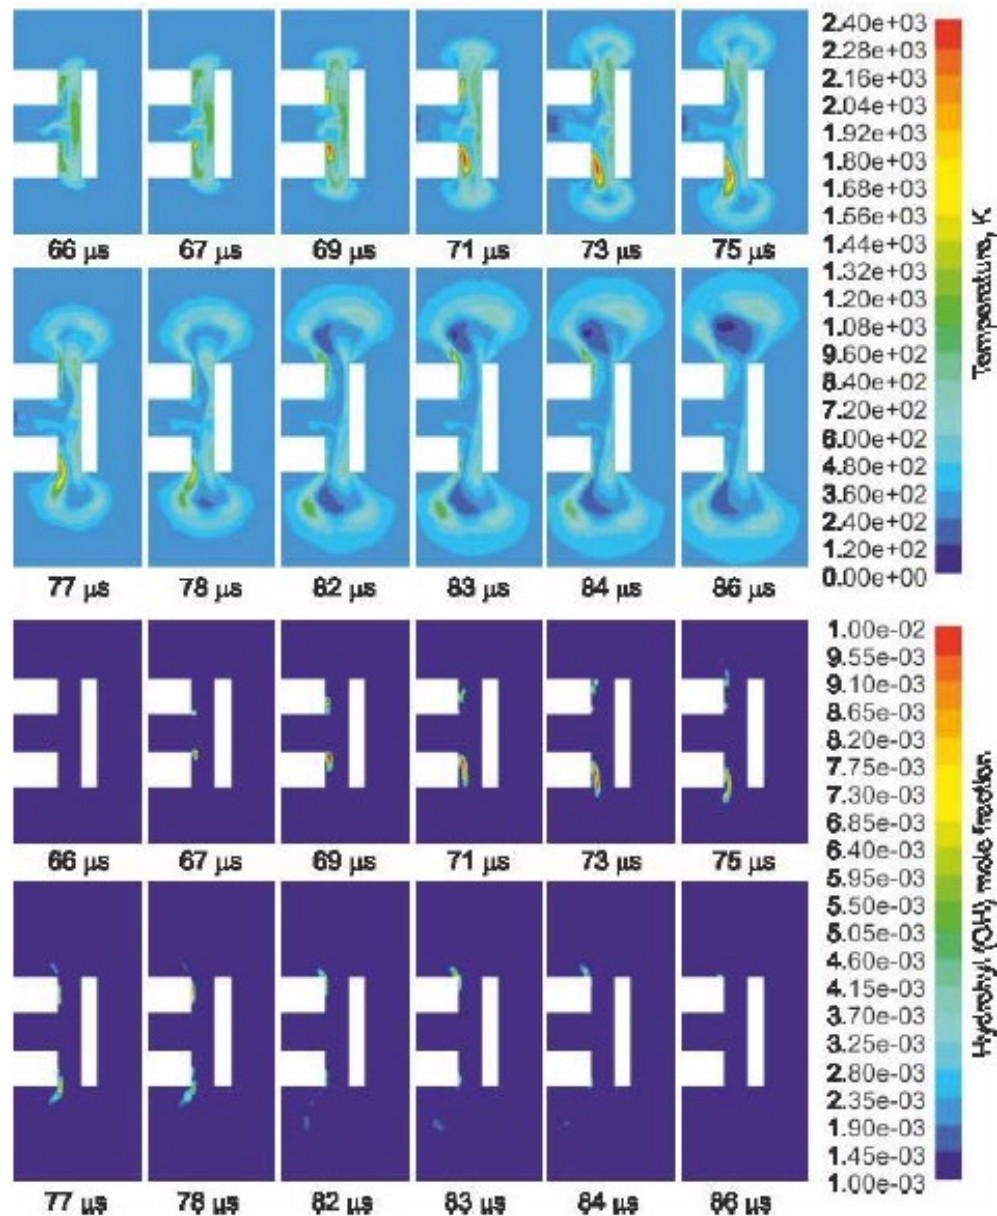 2.40e+03
2.28e+03
2.16e+03
2.04e+03
1.92e+03
1.80e+03
1.68e+03
1.56e+03
1.44e+03
1.32e+03
1.20e+03
1.08e+03
9.60e+02
8.40e+02
7.20e+02
6.00e+02
4.80e+02
3.60e+02
2.40e+02
1.20e+02
0.00e+00
Temperature, K
66 μs 67 μs 69 μs 71 μs 73 μs 75 μs
77 μs 78 μs 82 μs 83 μs 84 μs 86 μs
1.00e-02
9.55e-03
9.10e-03
8.65e-03
8.20e-03
7.75e-03
7.30e-03
6.85e-03
6.40e-03
5.95e-03
5.50e-03
5.05e-03
4.60e-03
4.15e-03
3.70e-03
3.25e-03
2.80e-03
2.35e-03
1.90e-03
1.45e-03
1.00e-03
Hydrohyl (OH) mole fraction
66 μs 67 μs 69 μs 71 μs 73 μs 75 μs
77 μs 78 μs 82 μs 83 μs 84 μs 86 μs